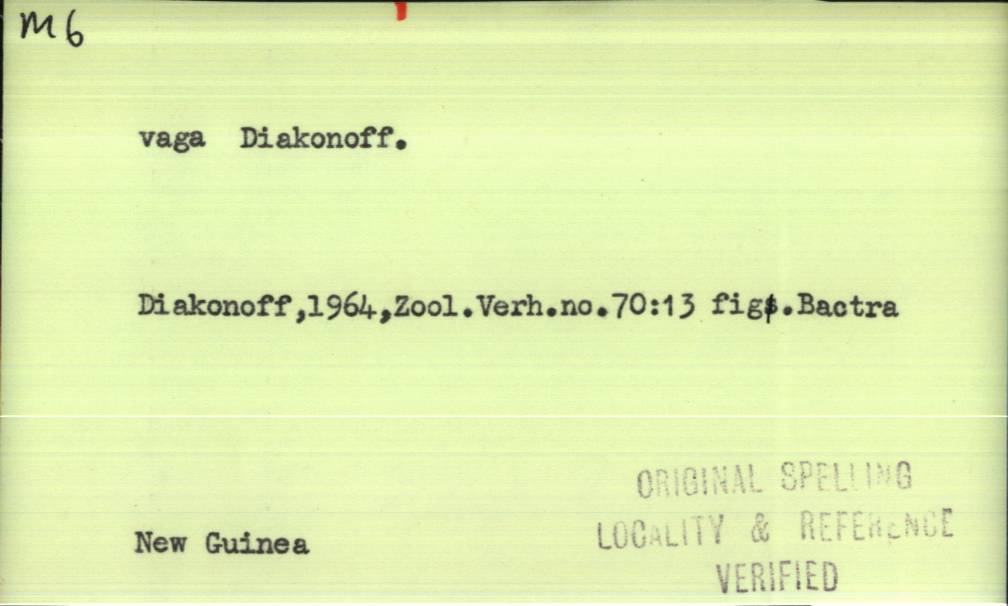 M6
vaga Diakonoff.
Diakonoff,1964,Zool.Verh.no.70:13 fig.Bactra
New Guinea
ORIGINAL SPELLING
LOCALITY & REFERENCE
VERIFIED